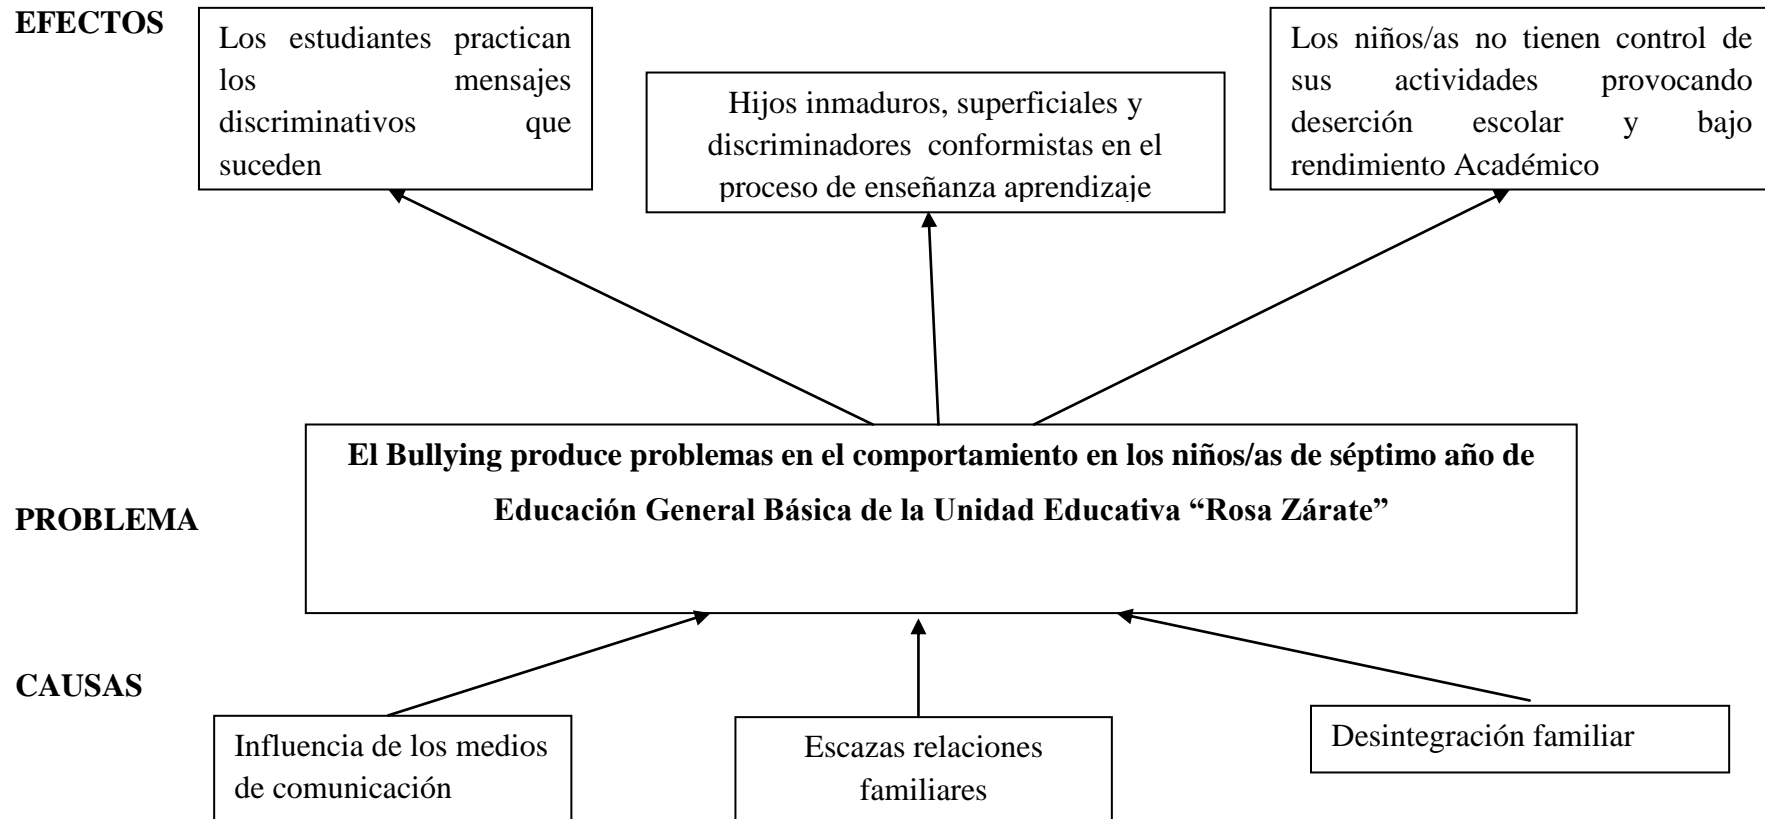 EFECTOS
Los estudiantes practican
los mensajes
discriminativos que
suceden
Hijos inmaduros, superficiales y
discriminadores conformistas en el
proceso de enseñanza aprendizaje
Los niños/as no tienen control de
sus actividades provocando
deserción escolar y bajo
rendimiento Académico
PROBLEMA
El Bullying produce problemas en el comportamiento en los niños/as de séptimo año de
Educación General Básica de la Unidad Educativa “Rosa Zárate”
CAUSAS
Influencia de los medios
de comunicación
Escazas relaciones
familiares
Desintegración familiar